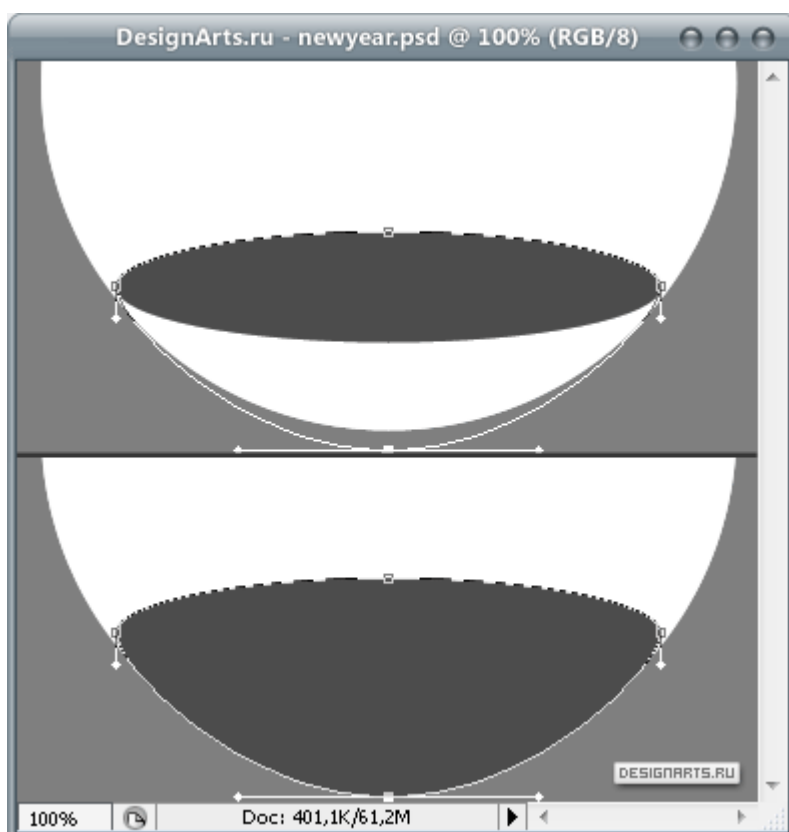 DesignArts.ru - newyear.psd @ 100% (RGB/8)
DESIGNARTS.RU
100%
Doc: 401,1K/61,2M